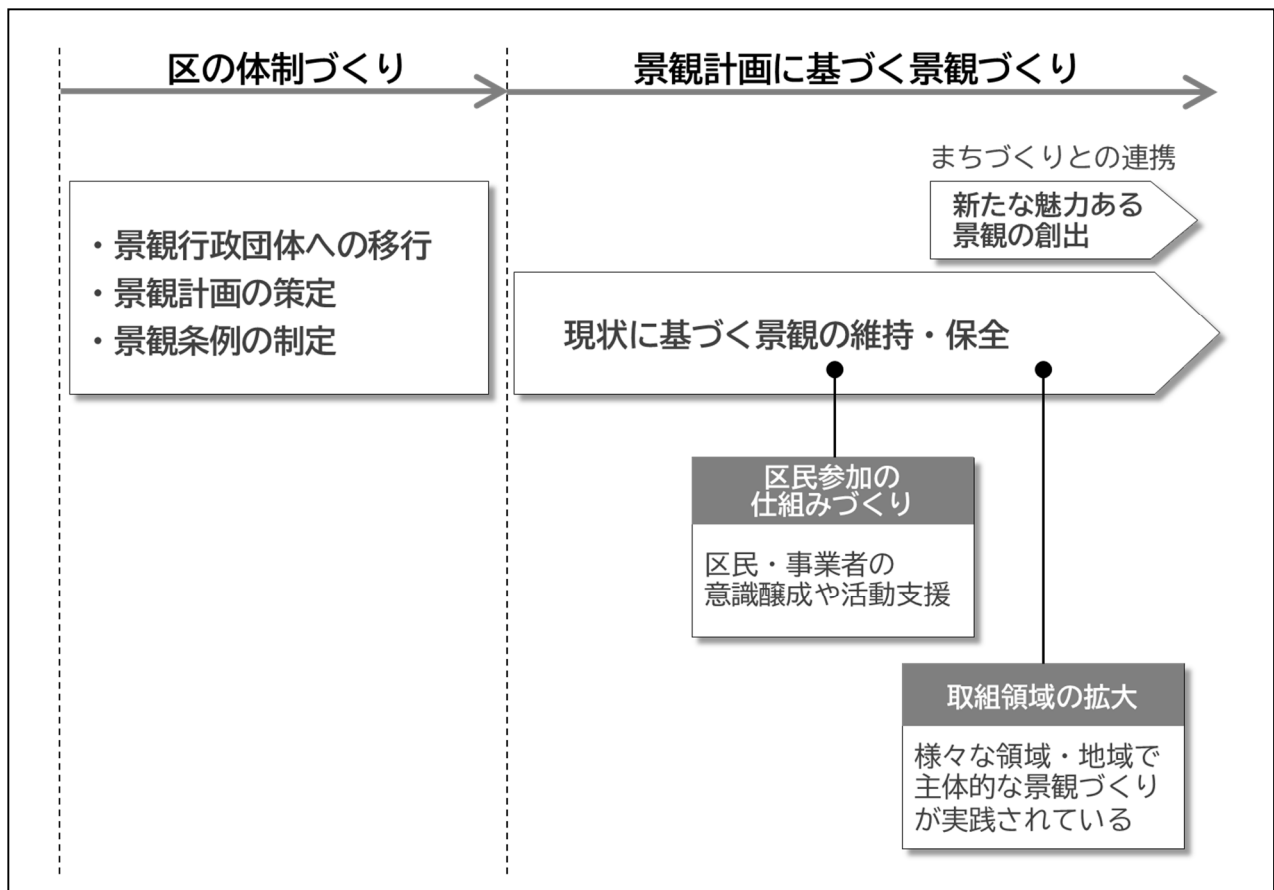 区の体制づくり
景観計画に基づく景観づくり
・景観行政団体への移行
・景観計画の策定
・景観条例の制定
まちづくりとの連携
新たな魅力ある
景観の創出
現状に基づく景観の維持・保全
区民参加の
仕組みづくり
区民・事業者の
意識醸成や活動支援
取組領域の拡大
様々な領域・地域で
主体的な景観づくり
が実践されている